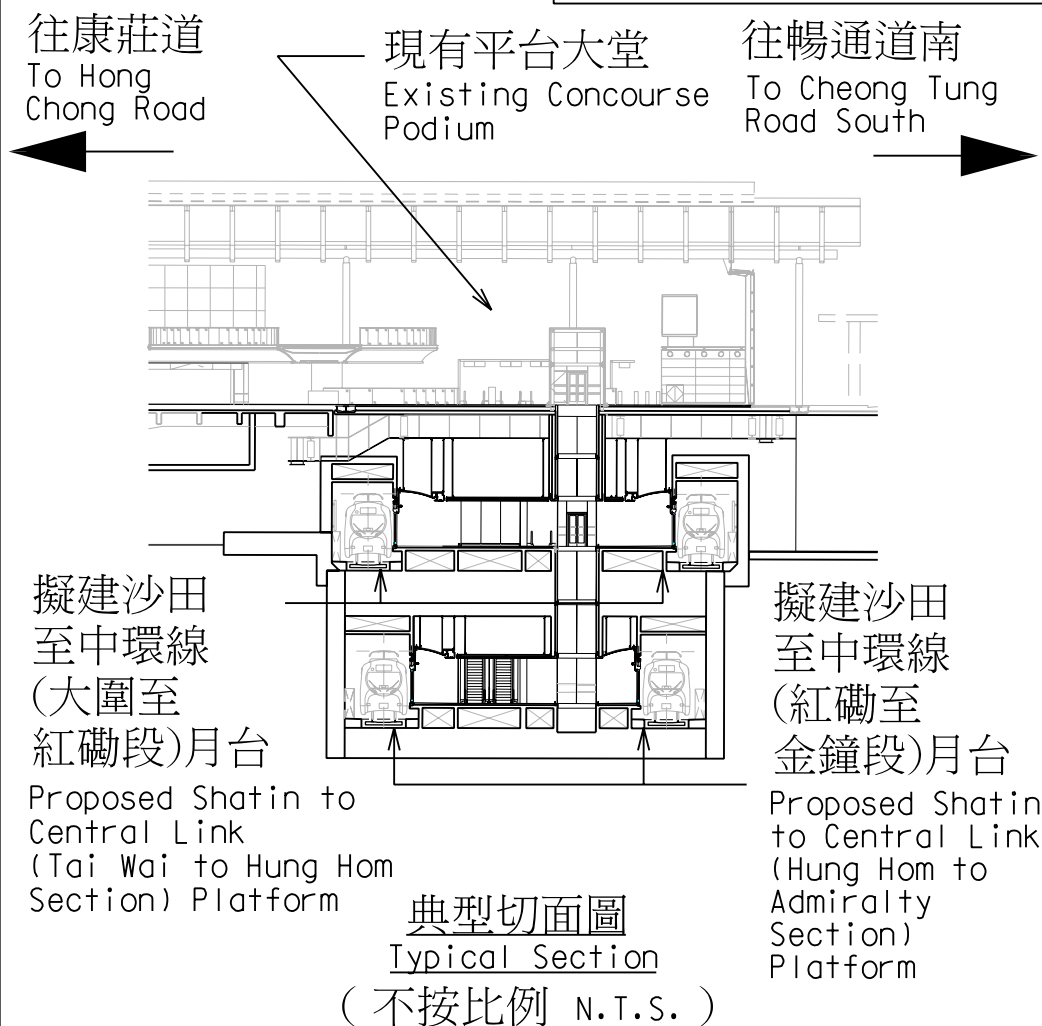 往康莊道
To Hong
Chong Road
現有平台大堂
Existing Concourse
Podium
往暢通道南
To Cheong Tung
Road South
擬建沙田
至中環線
(大圍至
紅磡段)月台
Proposed Shatin to
Central Link
(Tai Wai to Hung Hom
Section) Platform
擬建沙田
至中環線
(紅磡至
金鐘段)月台
Proposed Shatin
to Central Link
(Hung Hom to
Admiralty
Section)
Platform
典型切面圖
Typical Section
( 不按比例 N.T.S. )